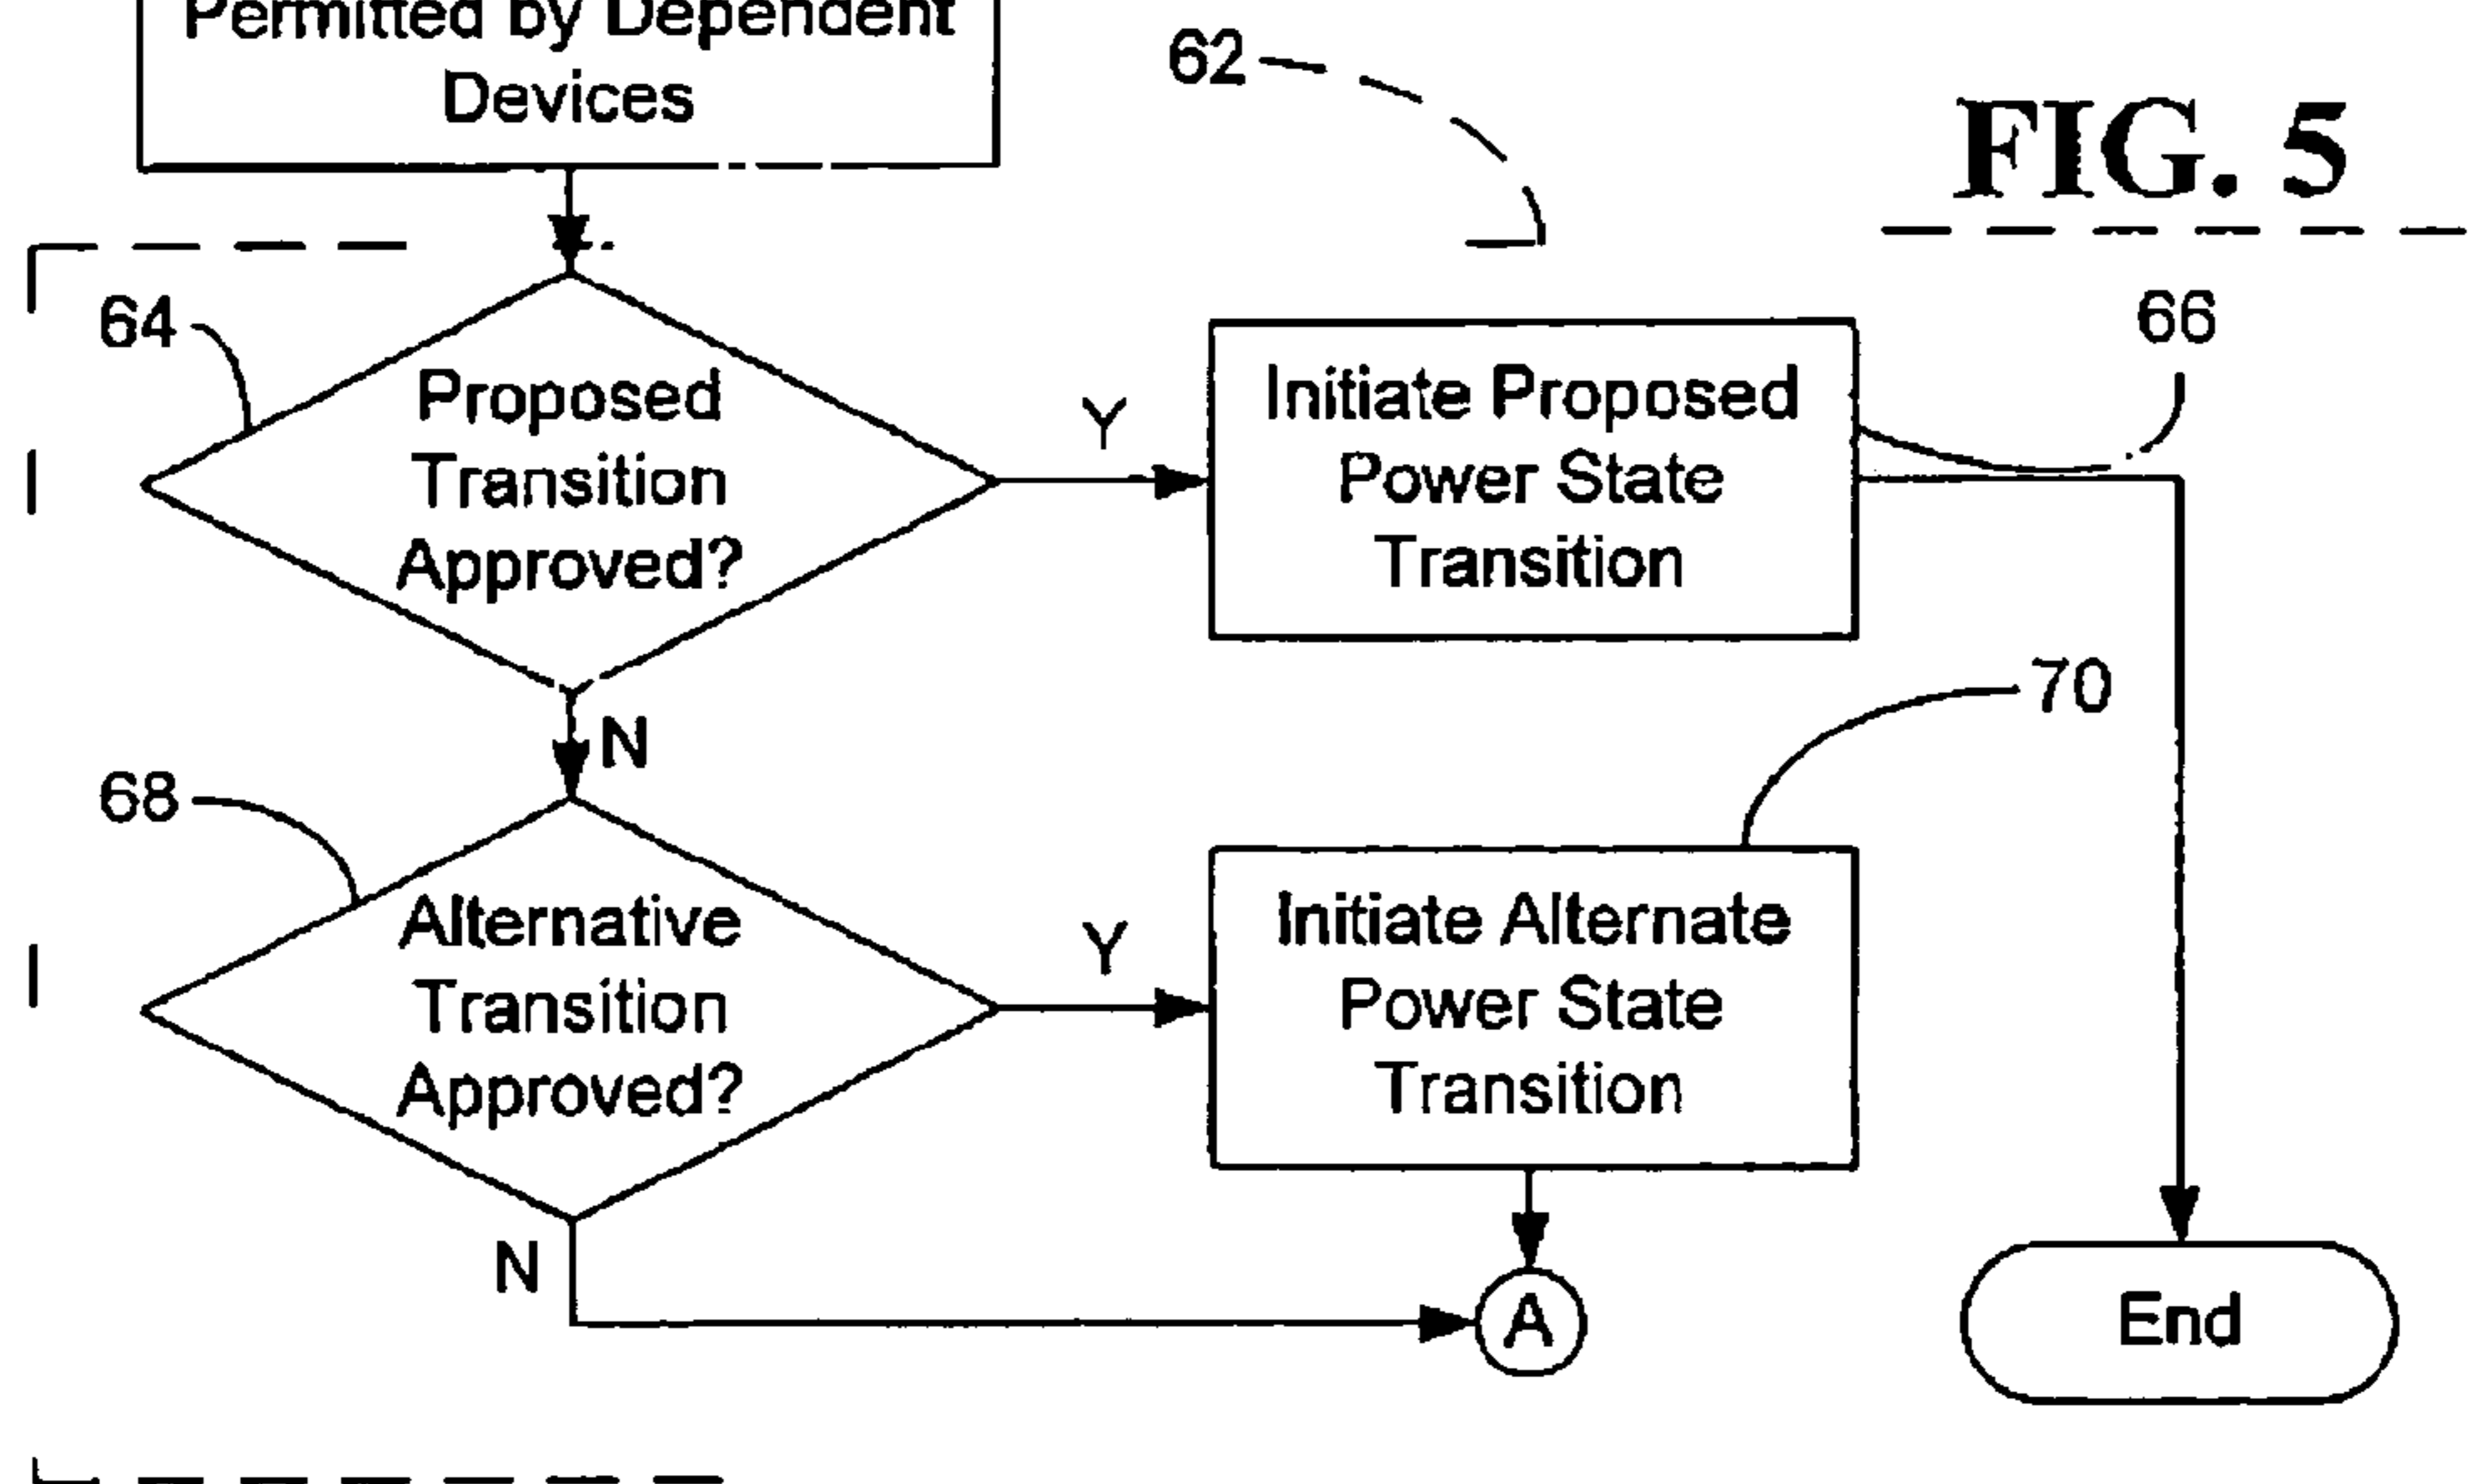 Permitted by Dependent
Devices
62
FIG. 5
64
Proposed
Transition
Approved?
Y
Initiate Proposed
Power State
Transition
66
N
70
68
Alternative
Transition
Approved?
Y
Initiate Alternate
Power State
Transition
N
A
End